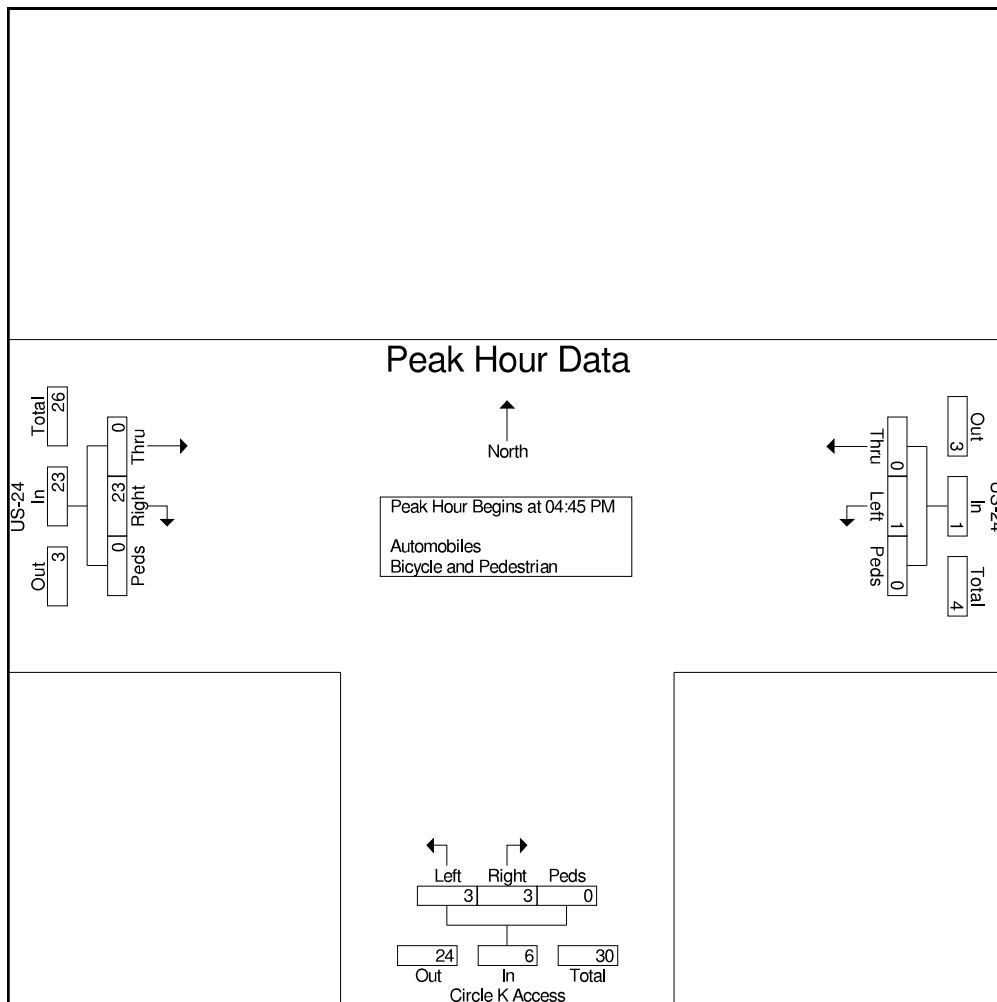 Peak Hour Data
North
Peak Hour Begins at 04:45 PM
Automobiles
Bicycle and Pedestrian
US-24
Total In Out
26 23 3
Thru Right Peds
0 23 0
US-24
Out In Total
3 1 4
Thru Left Peds
0 1 0
Left Right Peds
3 3 0
24 6 30
Out In Total
Circle K Access